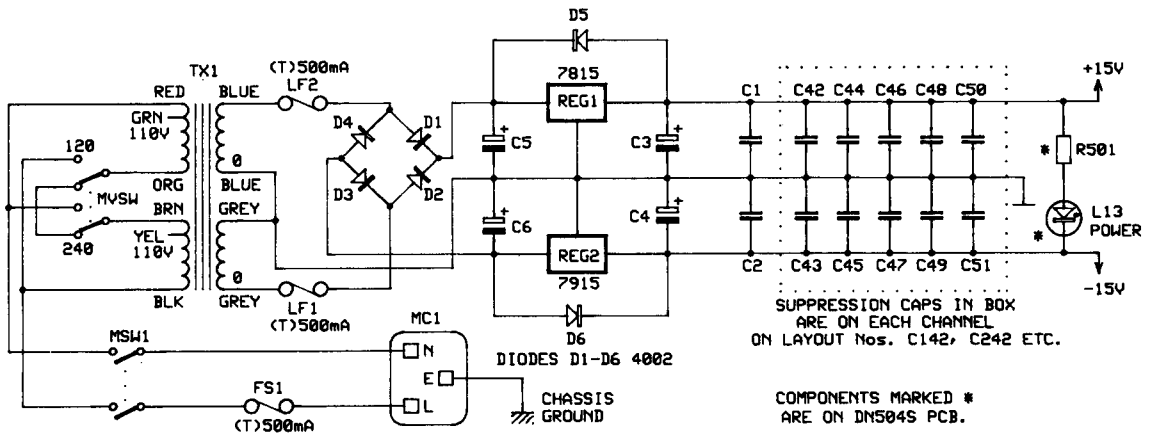 D5
(T)500mA
LF2
TX1
RED
BLUE
7815
+15V
REG1
C1
C42 C44 C46 C48 C50
GRN
110V
D4
D1
C5
C3
120
R501
*
ORG
0
BLUE
D3
D2
MVSW
BRN
GREY
C6
C4
L13
POWER
*
240
YEL
110V
REG2
7915
C2
C43 C45 C47 C49 C51
0
BLK
GREY
LF1
(T)500mA
-15V
D6
DIODES D1-D6 4002
SUPPRESSION CAPS IN BOX
ARE ON EACH CHANNEL
ON LAYOUT Nos. C142, C242 ETC.
MC1
MSW1
N
E
L
FS1
(T)500mA
CHASSIS
GROUND
COMPONENTS MARKED *
ARE ON DN504S PCB.